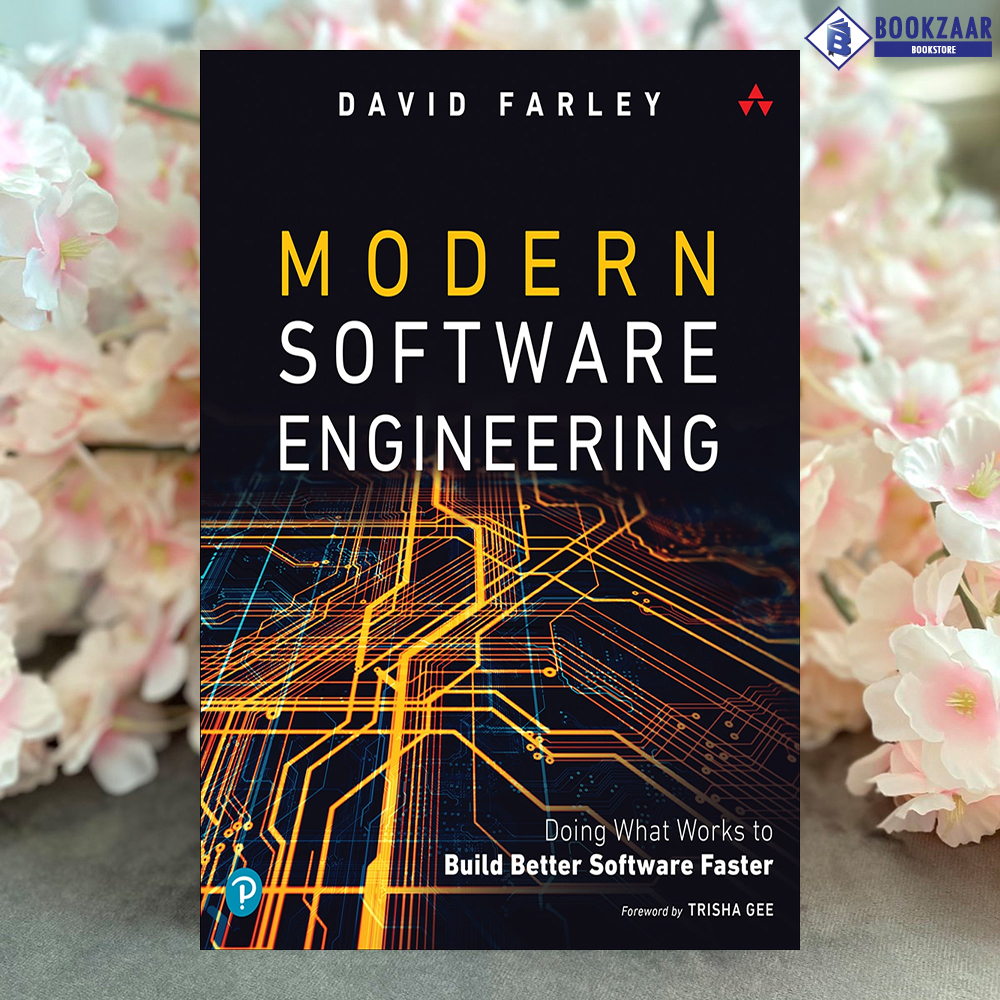 BOOKZAAR
BOOKSTORE
DAVID FARLEY
MODERN
SOFTWARE
ENGINEERING
Doing What Works to
Build Better Software Faster
Foreword by TRISHA GEE
P